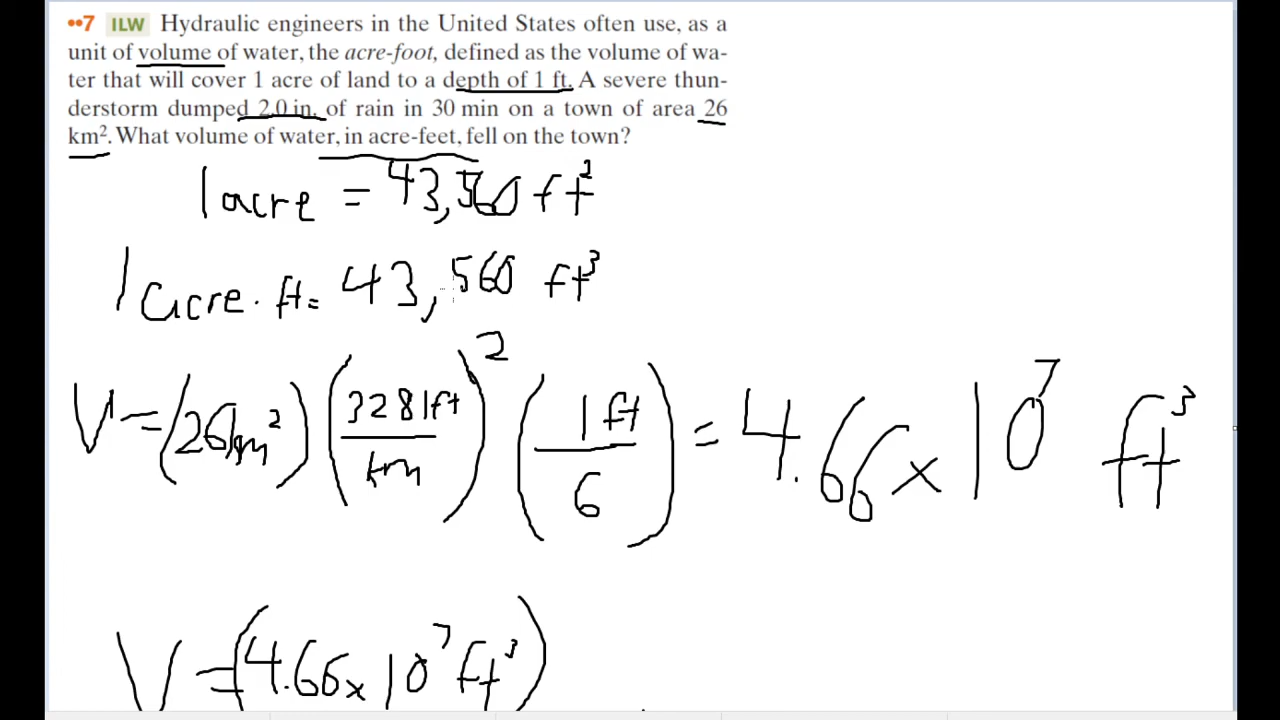 ••7 ILW Hydraulic engineers in the United States often use, as a
unit of volume of water, the acre-foot, defined as the volume of wa-
ter that will cover 1 acre of land to a depth of 1 ft. A severe thun-
derstorm dumped 2.0 in. of rain in 30 min on a town of area 26
km². What volume of water, in acre-feet, fell on the town?
1 acre = 43,560 ft²
1 acre · ft = 43,560 ft³
V = (26 km²) (3281ft / km)² (1 ft / 6) = 4.66 x 10⁷ ft³
V = (4.66 x 10⁷ ft³)